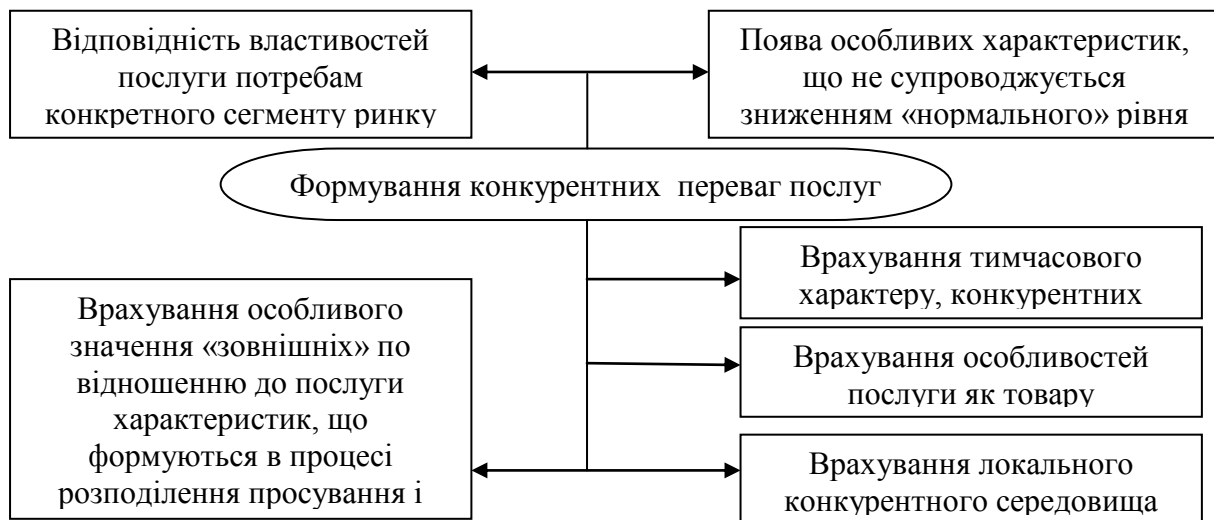 Відповідність властивостей
послуги потребам
конкретного сегменту ринку
Поява особливих характеристик,
що не супроводжується
зниженням «нормального» рівня
Формування конкурентних переваг послуг
Врахування особливого
значення «зовнішніх» по
відношенню до послуги
характеристик, що
формуються в процесі
розподілення просування і
Врахування тимчасового
характеру, конкурентних
Врахування особливостей
послуги як товару
Врахування локального
конкурентного середовища